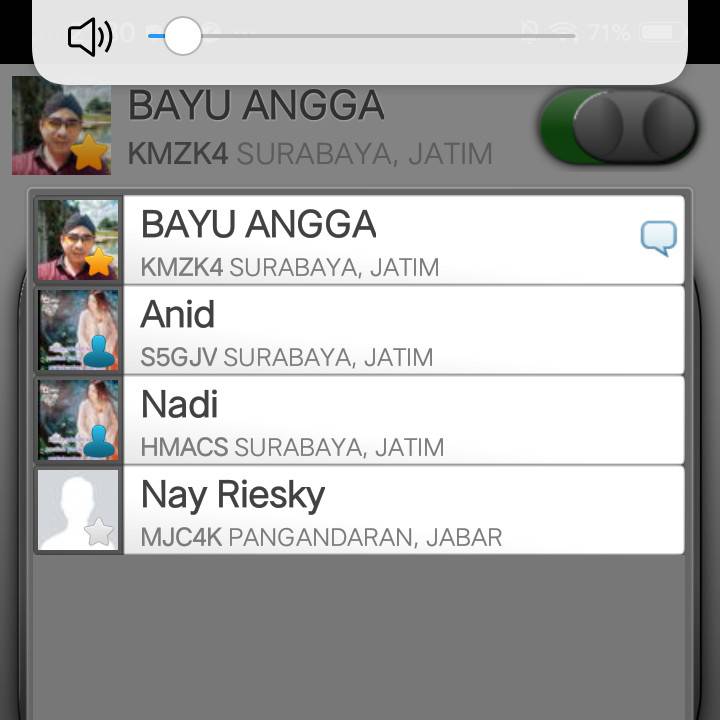 71%
BAYU ANGGA
KMZK4 SURABAYA, JATIM
BAYU ANGGA
KMZK4 SURABAYA, JATIM
Anid
S5GJV SURABAYA, JATIM
Nadi
HMACS SURABAYA, JATIM
Nay Riesky
MJC4K PANGANDARAN, JABAR